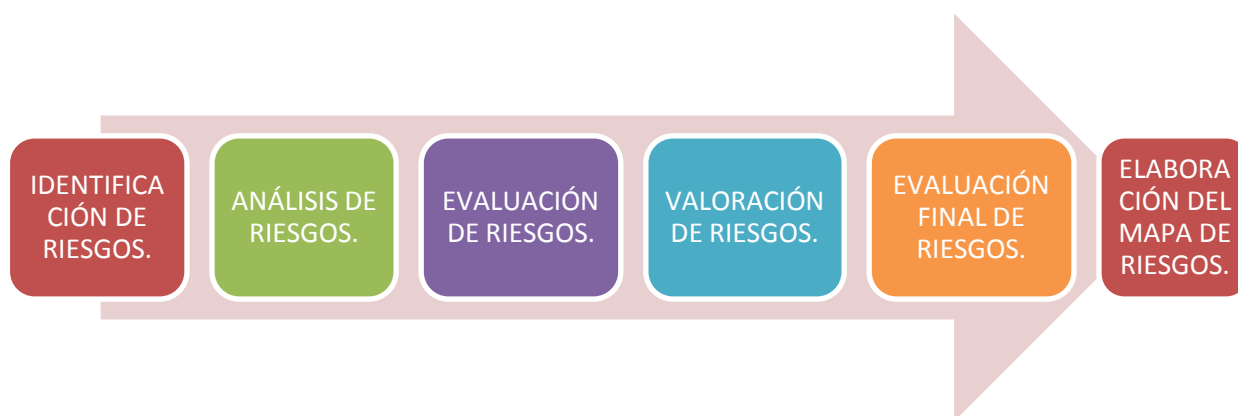 IDENTIFICA
CIÓN DE
RIESGOS.
ANÁLISIS DE
RIESGOS.
EVALUACIÓN
DE RIESGOS.
VALORACIÓN
DE RIESGOS.
EVALUACIÓN
FINAL DE
RIESGOS.
ELABORA
CIÓN DEL
MAPA DE
RIESGOS.